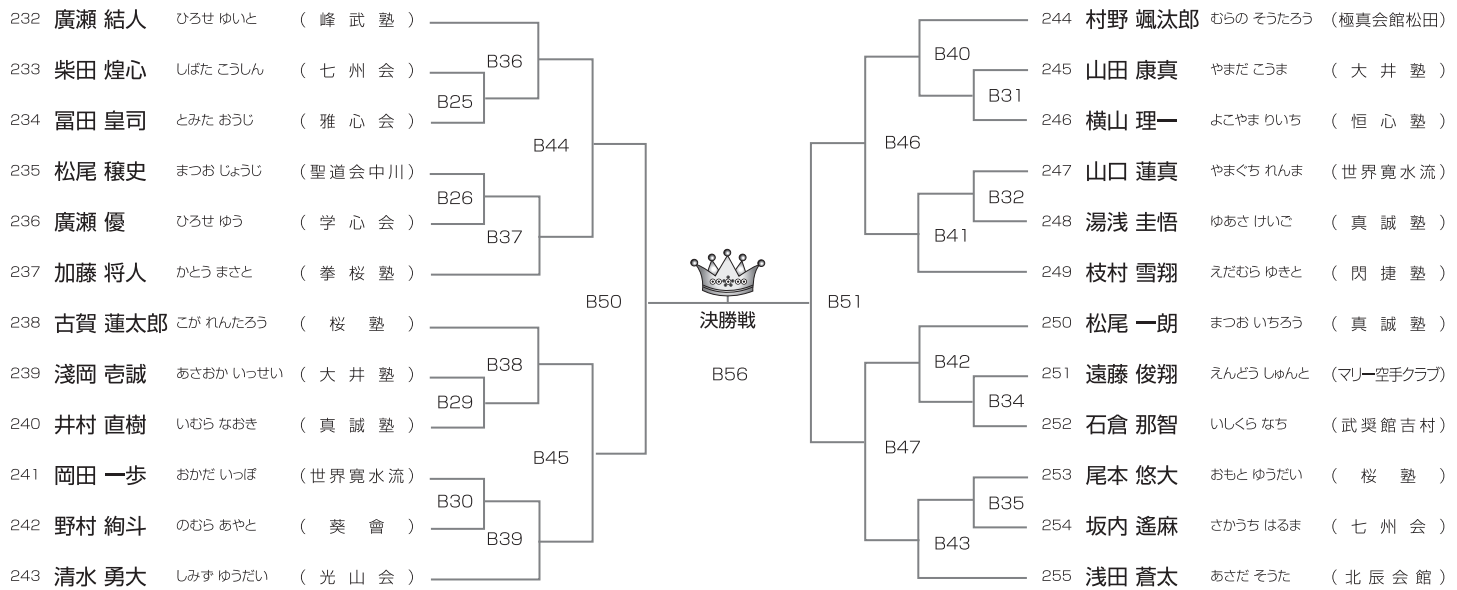 232 廣瀬 結人 ひろせ ゆいと (峰武塾)
233 柴田 煌心 しばた こうしん (七州会)
234 冨田 皇司 とみた おうじ (雅心会)
235 松尾 穣史 まつお じょうじ (聖道会中川)
236 廣瀬 優 ひろせ ゆう (学心会)
237 加藤 将人 かとう まさと (拳桜塾)
238 古賀 蓮太郎 こが れんたろう (桜塾)
239 淺岡 壱誠 あさおか いっせい (大井塾)
240 井村 直樹 いむら なおき (真誠塾)
241 岡田 一歩 おかだ いっぽ (世界寛水流)
242 野村 絢斗 のむら あやと (葵會)
243 清水 勇大 しみず ゆうだい (光山会)
B36
B25
B44
B26
B37
B50
B38
B29
B45
B30
B39
決勝戦
B56
B40
B31
B46
B32
B41
B51
B42
B34
B47
B35
B43
244 村野 颯汰郎 むらの そうたろう (極真会館松田)
245 山田 康真 やまだ こうま (大井塾)
246 横山 理一 よこやま りいち (恒心塾)
247 山口 蓮真 やまぐち れんま (世界寛水流)
248 湯浅 圭悟 ゆあさ けいご (真誠塾)
249 枝村 雪翔 えだむら ゆきと (閃捷塾)
250 松尾 一朗 まつお いちろう (真誠塾)
251 遠藤 俊翔 えんどう しゅんと (マリー空手クラブ)
252 石倉 那智 いしくら なち (武奨館吉村)
253 尾本 悠大 おもと ゆうだい (桜塾)
254 坂内 遙麻 さかうち はるま (七州会)
255 浅田 蒼太 あさだ そうた (北辰会館)